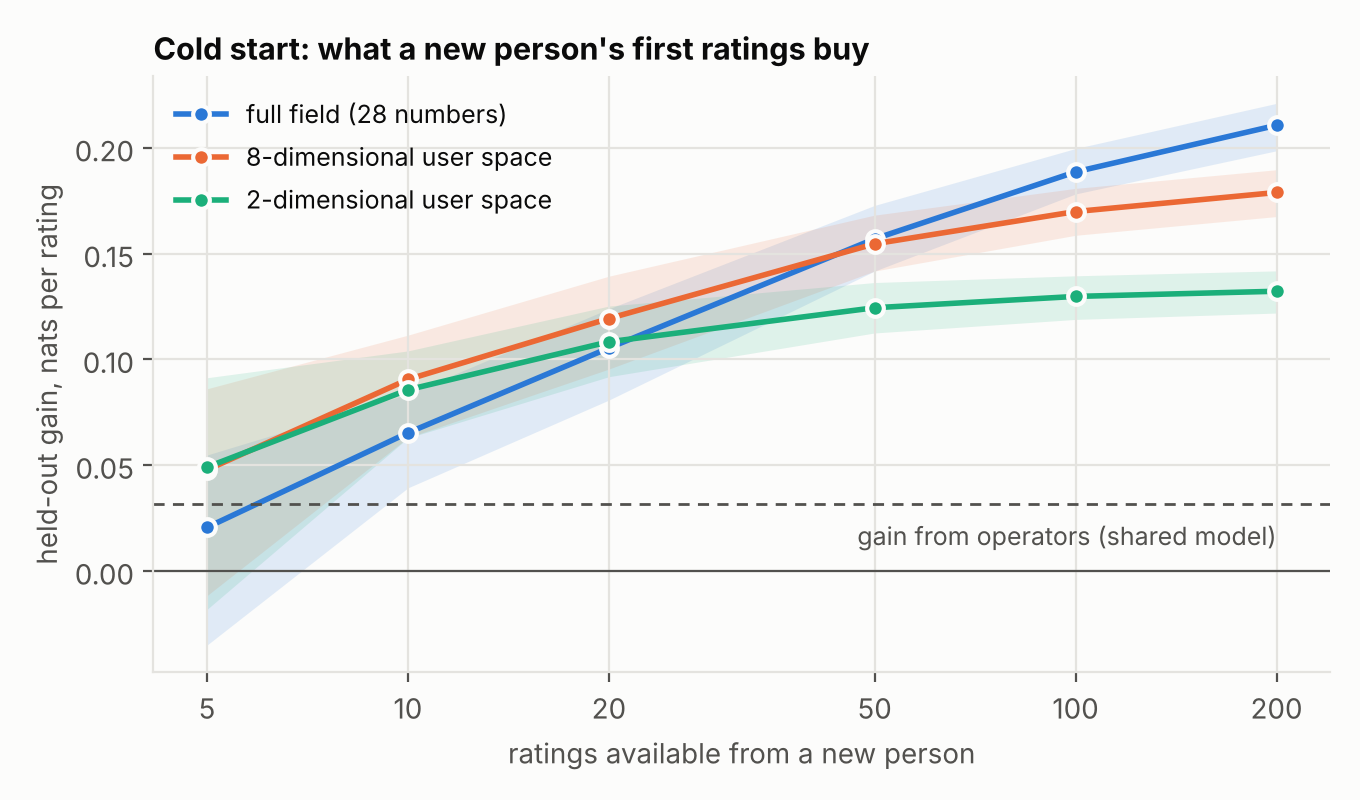 Cold start: what a new person's first ratings buy
full field (28 numbers)
8-dimensional user space
2-dimensional user space
held-out gain, nats per rating
0.20
0.15
0.10
0.05
0.00
gain from operators (shared model)
5 10 20 50 100 200
ratings available from a new person